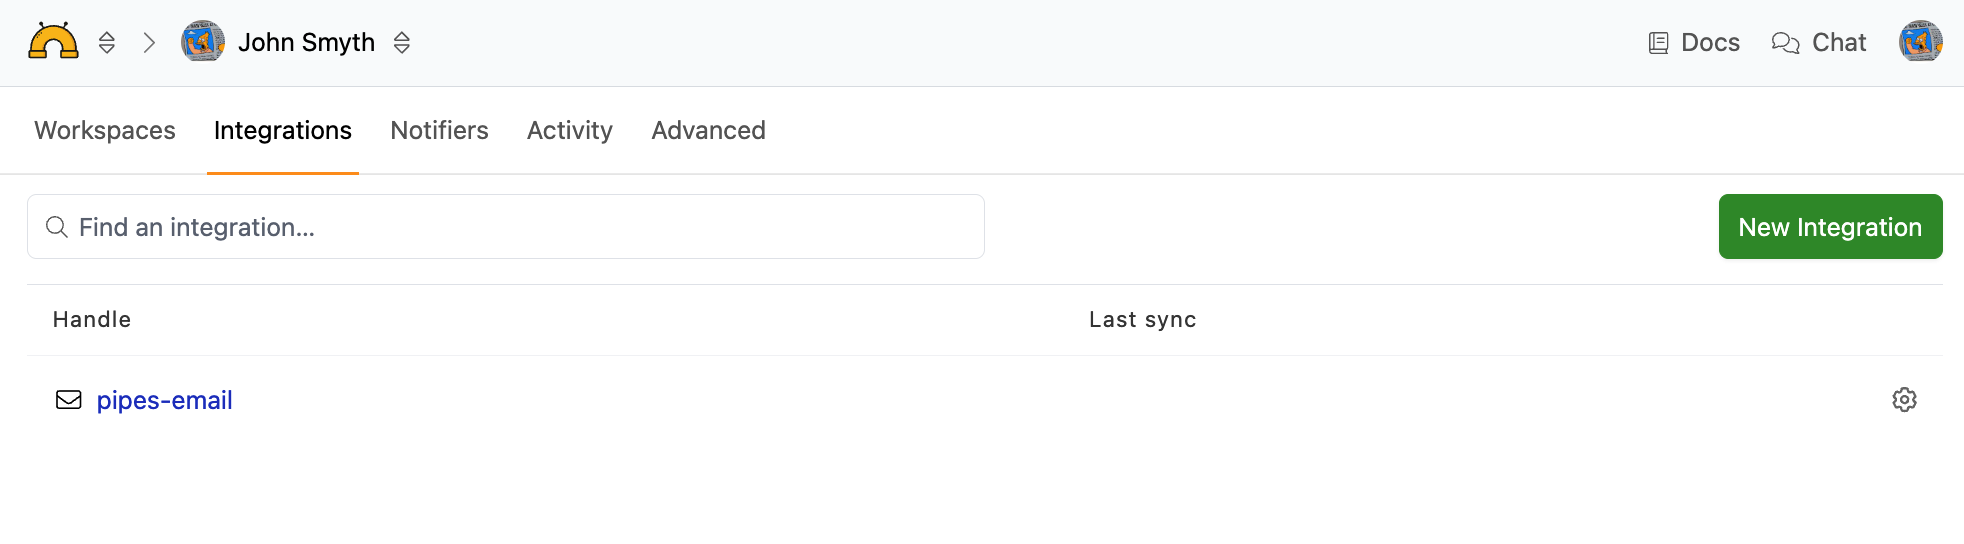 John Smyth
Docs
Chat
Workspaces
Integrations
Notifiers
Activity
Advanced
Find an integration...
New Integration
Handle
Last sync
pipes-email